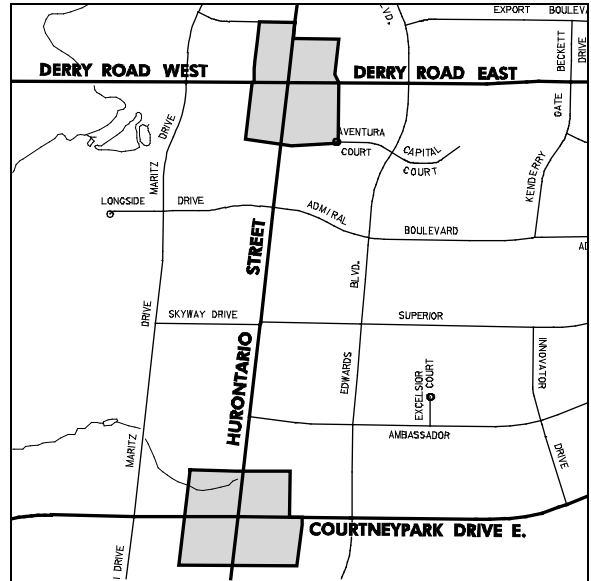 EXPORT BOULEV
BLVD.
BECKETT
DRIVE
DERRY ROAD WEST
DERRY ROAD EAST
GATE
DRIVE
AVENTURA
COURT
CAPITAL
COURT
MARITZ
KENDERRY
LONGSIDE DRIVE
ADMIRAL
BOULEVARD
STREET
BLVD.
DRIVE
SKYWAY DRIVE
SUPERIOR
HURONTARIO
EDWARDS
EXCELSIOR
COURT
INNOVATOR
MARITZ
AMBASSADOR
DRIVE
COURTNEYPARK DRIVE E.
DRIVE